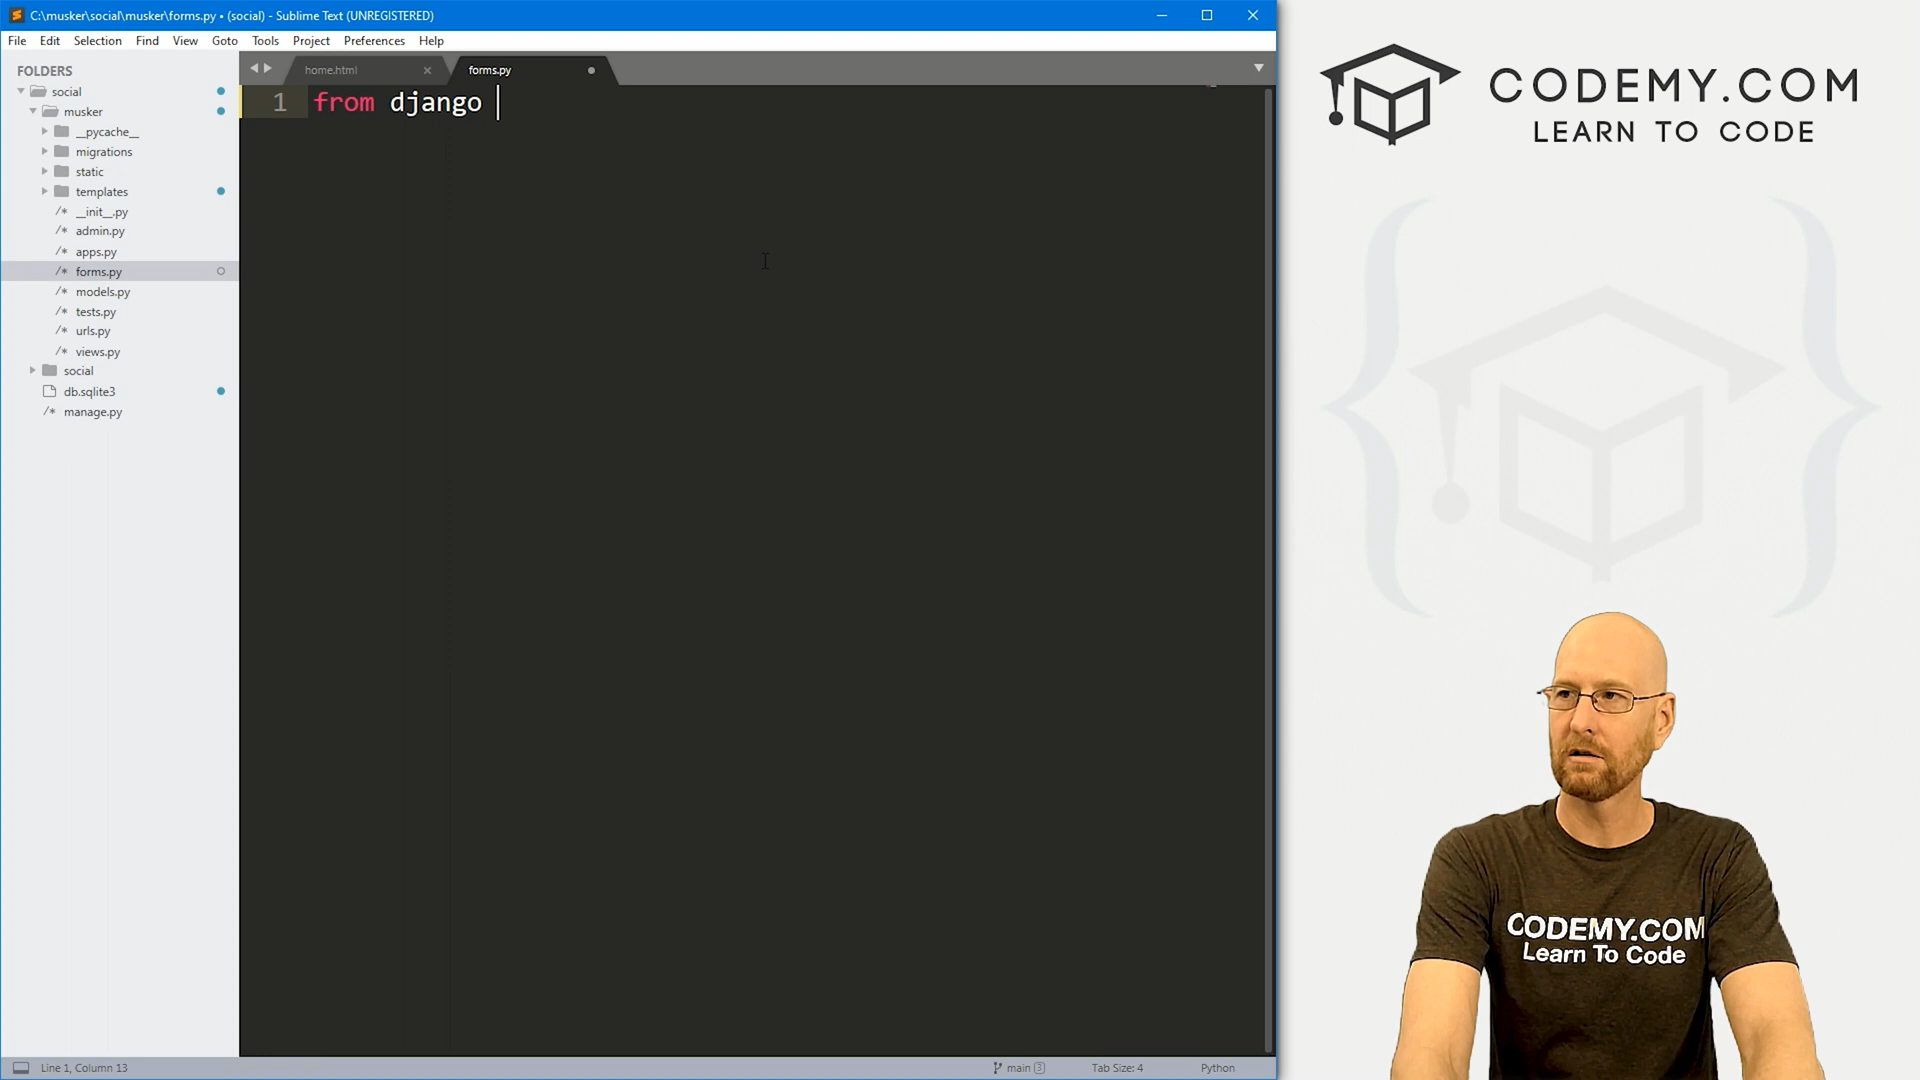 C:\musker\social\musker\forms.py • (social) - Sublime Text (UNREGISTERED)
File Edit Selection Find View Goto Tools Project Preferences Help
FOLDERS
social
musker
__pycache__
migrations
static
templates
/* __init__.py
/* admin.py
/* apps.py
/* forms.py
/* models.py
/* tests.py
/* urls.py
/* views.py
social
db.sqlite3
/* manage.py
home.html
forms.py
1 from django
Line 1, Column 13
main 3
Tab Size: 4
Python
CODEMY.COM
LEARN TO CODE
CODEMY.COM
Learn To Code